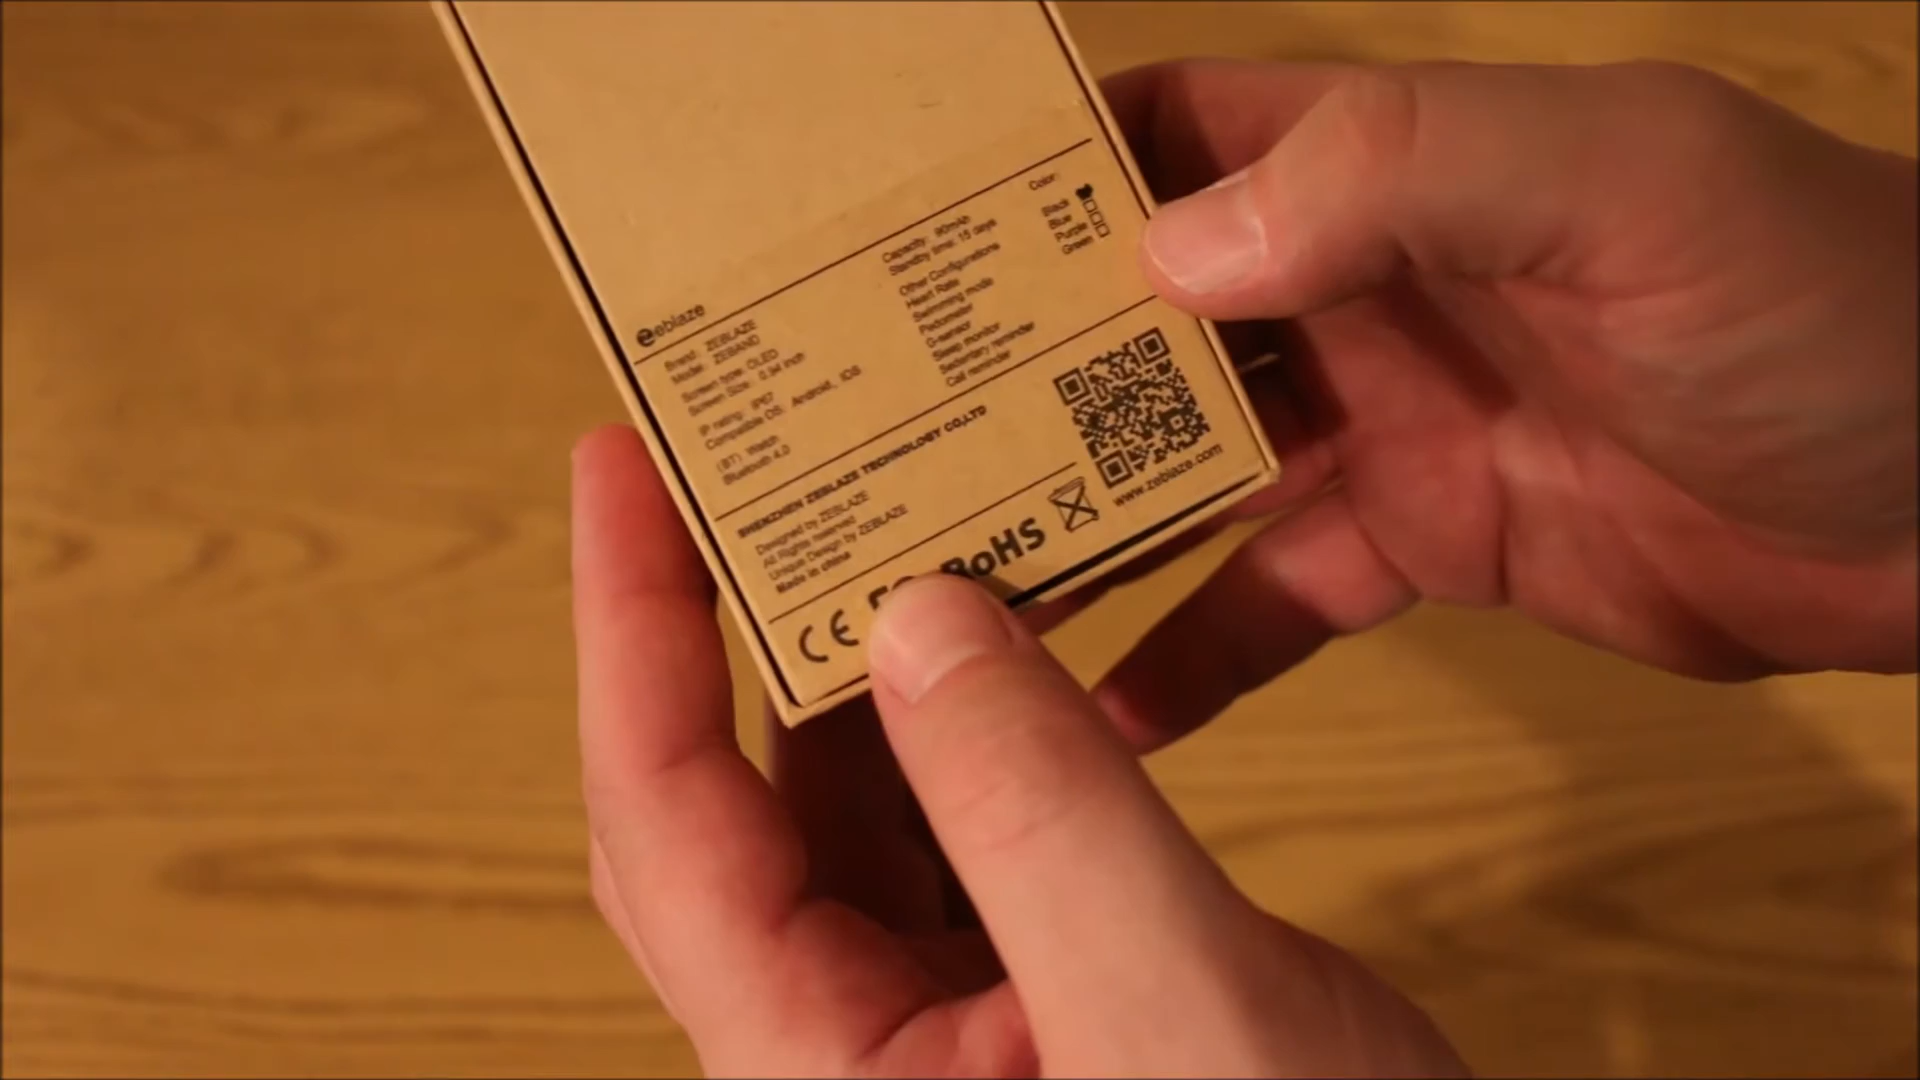 eblaze
Brand: ZEBLAZE
Model: ZEBAND
Screen type: OLED
Screen Size: 0.94 inch
IP rating: IP67
Compatible OS: Android, IOS
(BT): Watch
Bluetooth 4.0
Capacity: 90mAh
Standby time: 15 days
Other Configurations
Heart Rate
Swimming mode
Pedometer
G-sensor
Sleep monitor
Sedentary reminder
Call reminder
Color:
Black
Blue
Purple
Green
SHENZHEN ZEBLAZE TECHNOLOGY CO,LTD
Designed by ZEBLAZE
All Rights reserved
Unique Design by ZEBLAZE
Made in china
www.zeblaze.com
CE RoHS